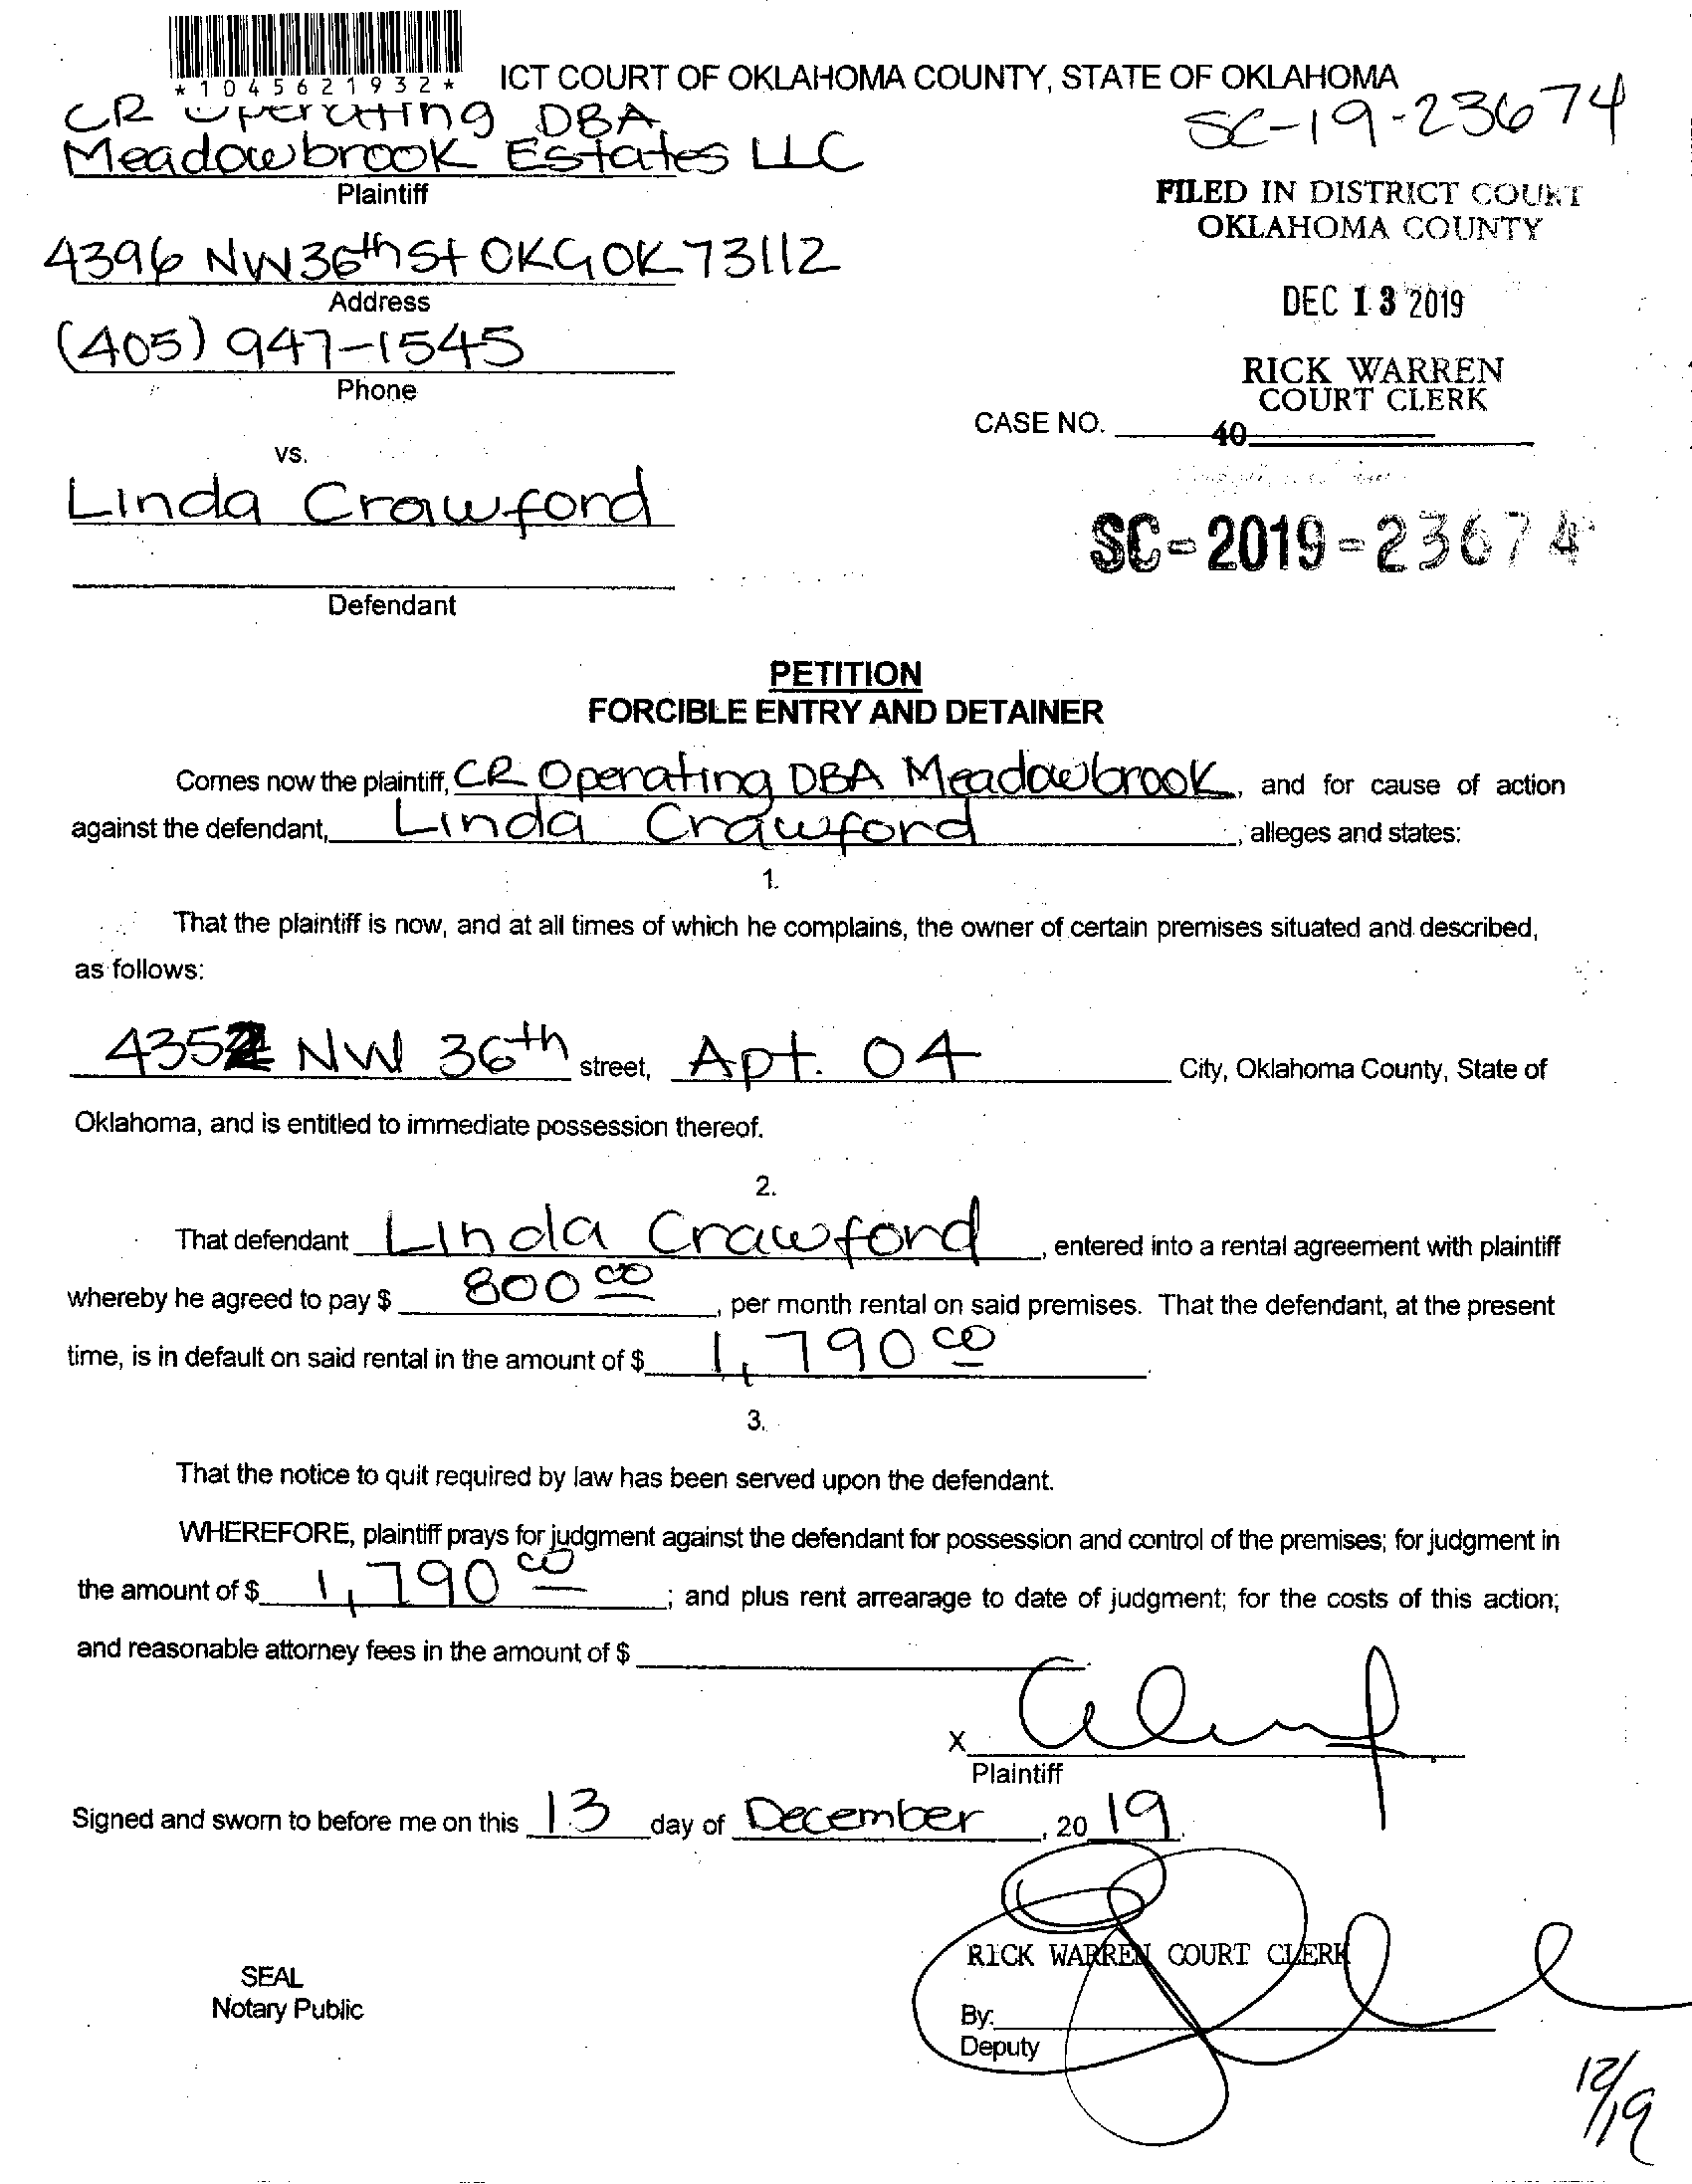 *1045621932*
ICT COURT OF OKLAHOMA COUNTY, STATE OF OKLAHOMA
CR Operating DBA
SC-19-23674
Meadowbrook Estates LLC
Plaintiff
FILED IN DISTRICT COURT
OKLAHOMA COUNTY
4396 NW 36th St OKC OK 73112
Address
DEC 13 2019
(405) 947-1545
Phone
RICK WARREN
COURT CLERK
CASE NO.
40
vs.
Linda Crawford
SC-2019-23674
Defendant
PETITION
FORCIBLE ENTRY AND DETAINER
Comes now the plaintiff, CR Operating DBA Meadowbrook, and for cause of action
against the defendant, Linda Crawford, alleges and states:
1.
That the plaintiff is now, and at all times of which he complains, the owner of certain premises situated and described,
as follows:
NW 36th street, Apt. 04 City, Oklahoma County, State of
Oklahoma, and is entitled to immediate possession thereof.
2.
That defendant Linda Crawford, entered into a rental agreement with plaintiff
whereby he agreed to pay $ 800 00, per month rental on said premises. That the defendant, at the present
time, is in default on said rental in the amount of $ 1,790 00.
3.
That the notice to quit required by law has been served upon the defendant.
WHEREFORE, plaintiff prays for judgment against the defendant for possession and control of the premises; for judgment in
the amount of $ 1,790 00; and plus rent arrearage to date of judgment; for the costs of this action;
and reasonable attorney fees in the amount of $
X
Plaintiff
Signed and sworn to before me on this 13 day of December, 20 19.
RICK WARREN COURT CLERK
SEAL
Notary Public
By:
Deputy
12/19